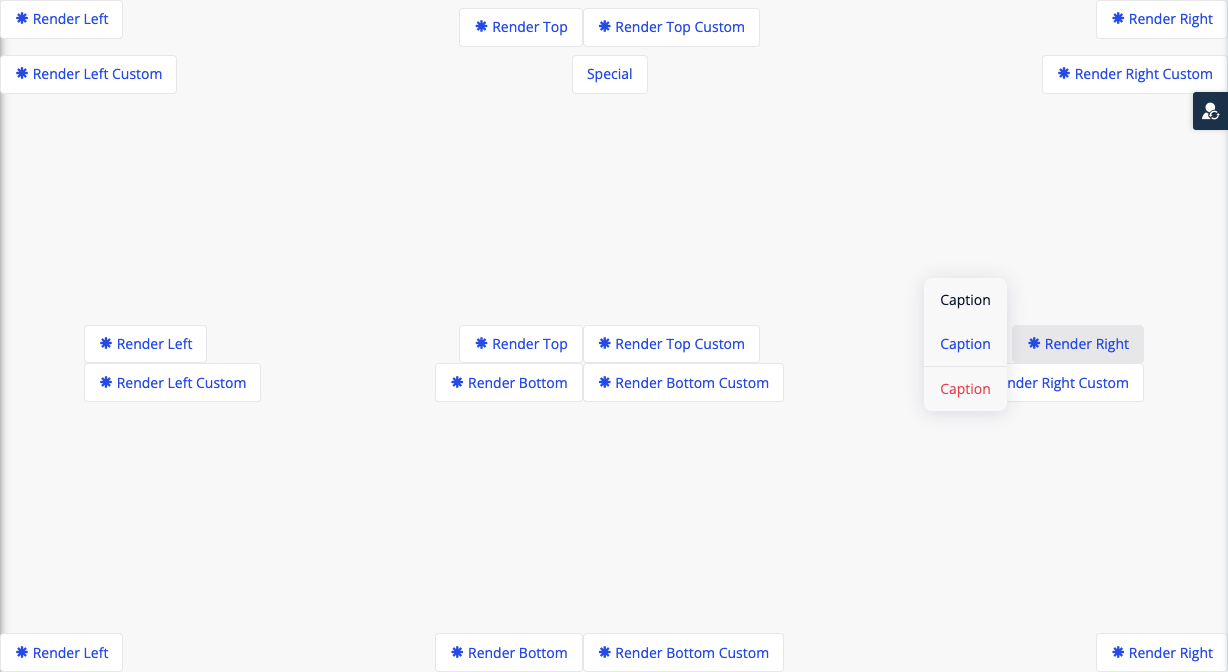 Render Left
Render Top
Render Top Custom
Render Right
Render Left Custom
Special
Render Right Custom
Caption
Render Left
Render Top
Render Top Custom
Caption
Render Right
Render Left Custom
Render Bottom
Render Bottom Custom
Caption
Right Custom
Render Left
Render Bottom
Render Bottom Custom
Render Right